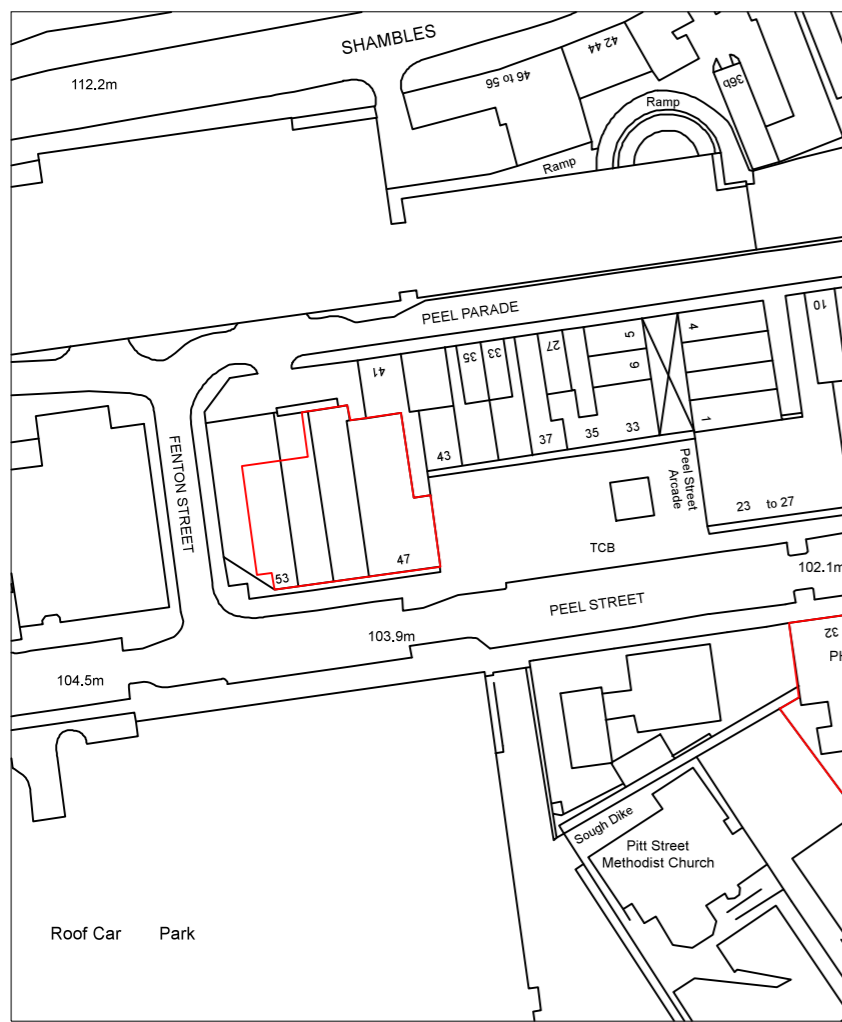 SHAMBLES
112.2m
42 44
46 to 56
36b
Ramp
Ramp
PEEL PARADE
10
5
4
27
33
35
41
9
1
33
35
37
43
Peel Street
Arcade
FENTON STREET
23 to 27
TCB
47
53
102.1m
PEEL STREET
103.9m
32
PH
104.5m
Sough Dike
Pitt Street
Methodist Church
Roof Car Park